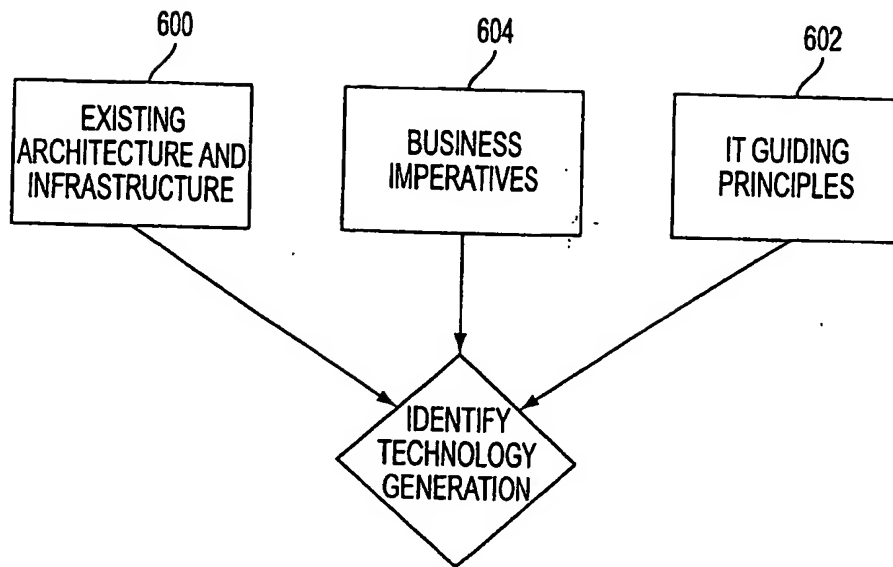 600
604
602
EXISTING
ARCHITECTURE AND
INFRASTRUCTURE
BUSINESS
IMPERATIVES
IT GUIDING
PRINCIPLES
IDENTIFY
TECHNOLOGY
GENERATION